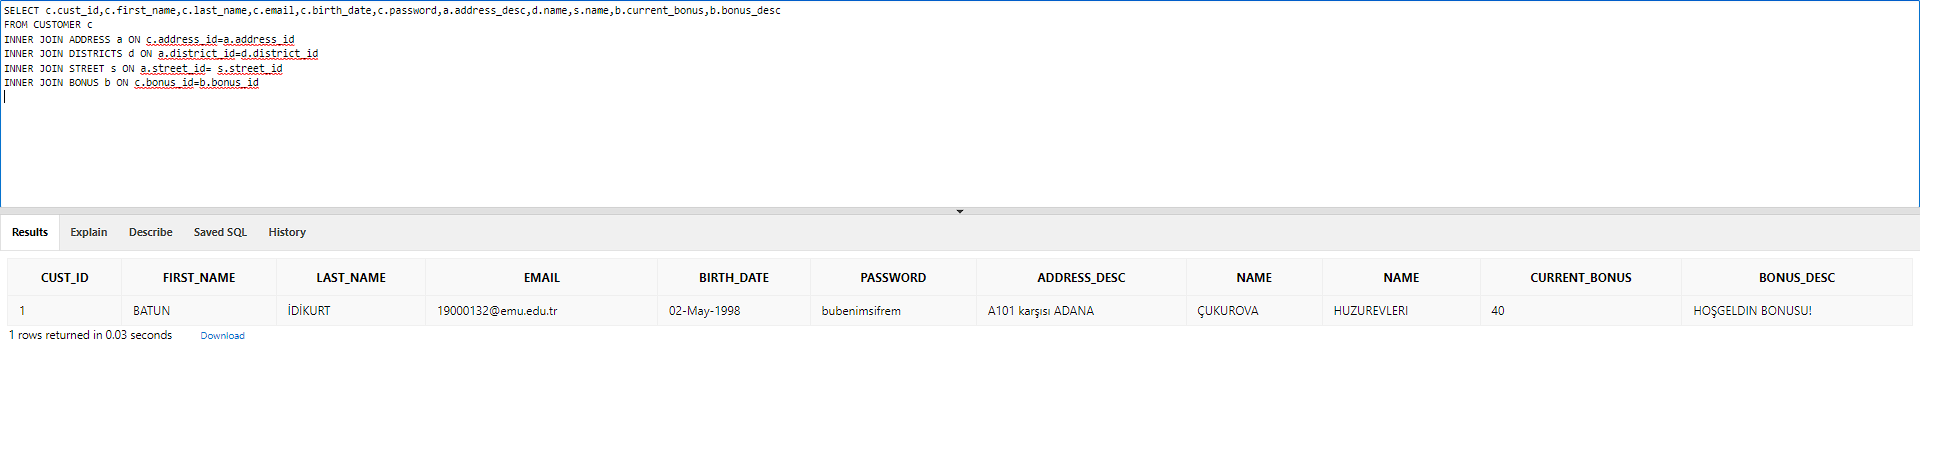 SELECT c.cust_id,c.first_name,c.last_name,c.email,c.birth_date,c.password,a.address_desc,d.name,s.name,b.current_bonus,b.bonus_desc
FROM CUSTOMER c
INNER JOIN ADDRESS a ON c.address_id=a.address_id
INNER JOIN DISTRICTS d ON a.district_id=d.district_id
INNER JOIN STREET s ON a.street_id= s.street_id
INNER JOIN BONUS b ON c.bonus_id=b.bonus_id
Results Explain Describe Saved SQL History
CUST_ID FIRST_NAME LAST_NAME EMAIL BIRTH_DATE PASSWORD ADDRESS_DESC NAME NAME CURRENT_BONUS BONUS_DESC
1 BATUN İDİKURT 19000132@emu.edu.tr 02-May-1998 bubenimsifrem A101 karşısı ADANA ÇUKUROVA HUZUREVLERI 40 HOŞGELDIN BONUSU!
1 rows returned in 0.03 seconds Download